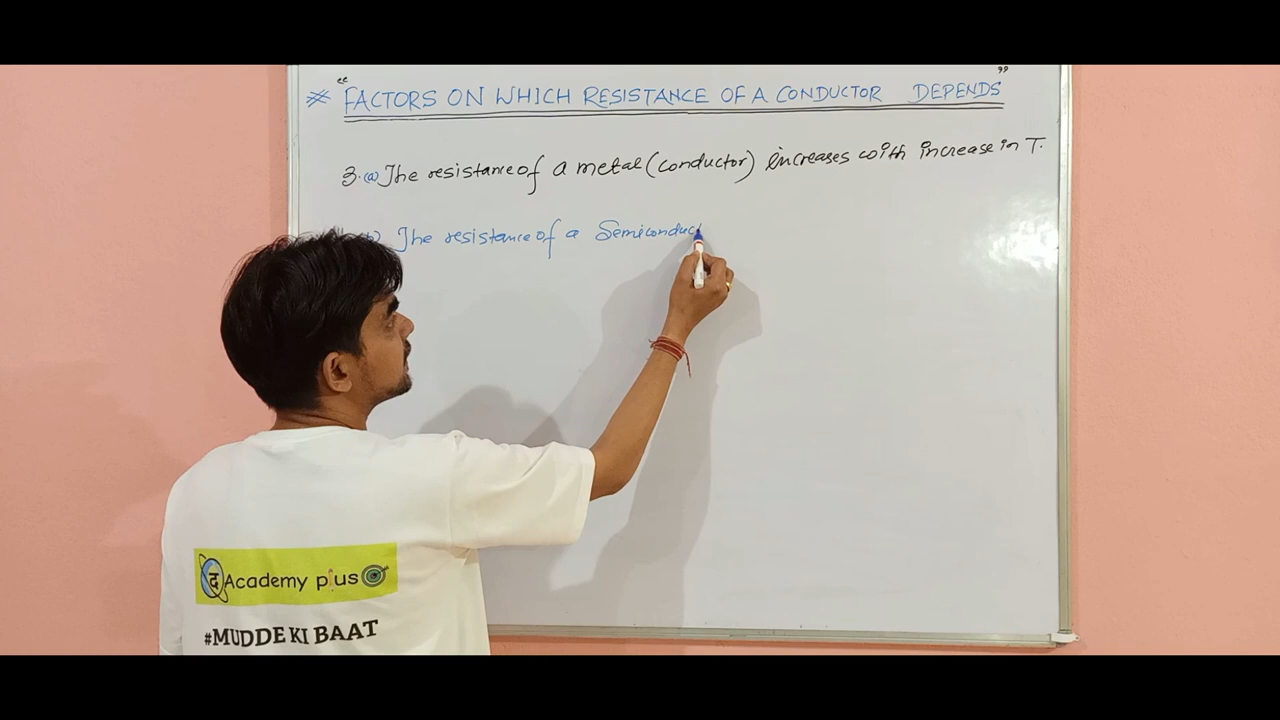 * "FACTORS ON WHICH RESISTANCE OF A CONDUCTOR DEPENDS"
3. (a) The resistance of a metal (conductor) increases with increase in T.
b) The resistance of a Semiconduc
द Academy plus
#MUDDE KI BAAT